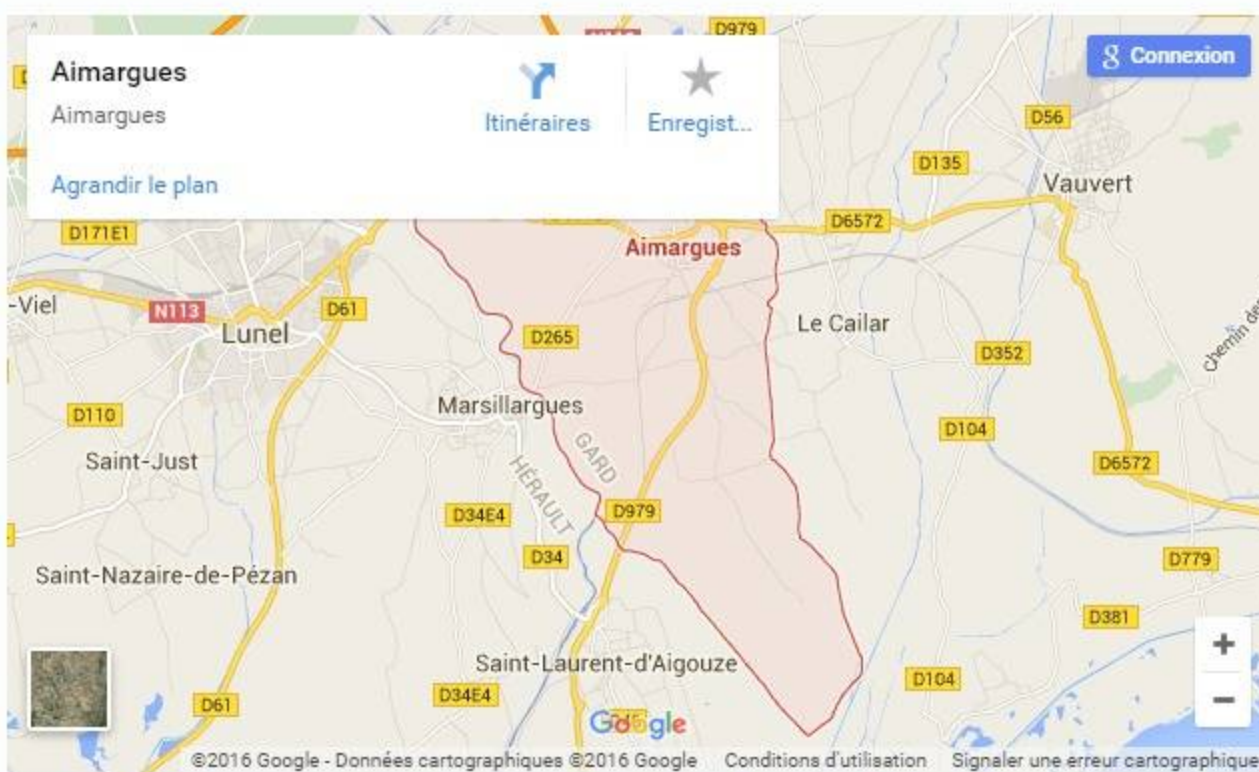 Aimargues
Aimargues
Itinéraires
Enregist...
Agrandir le plan
D979
8 Connexion
D56
D135
Vauvert
D171E1
D6572
Aimargues
-Viel
N113
D61
Lunel
D265
Le Cailar
chemin de
D352
Marsillargues
D110
GARD
D104
Saint-Just
HÉRAULT
D6572
D34E4
D979
D34
D779
Saint-Nazaire-de-Pézan
D381
+
Saint-Laurent-d'Aigouze
D104
D34E4
D61
−
Google
©2016 Google - Données cartographiques ©2016 Google Conditions d'utilisation Signaler une erreur cartographique